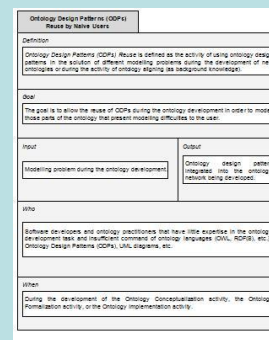 Ontology Design Patterns (ODPs)
Reuse by Naive Users
Definition
Ontology Design Patterns (ODPs) Reuse is defined as the activity of using ontology design
patterns in the solution of different modelling problems during the development of new
ontologies or during the activity of ontology aligning (as background knowledge).
Goal
The goal is to allow the reuse of ODPs during the ontology development in order to model
those parts of the ontology that present modelling difficulties to the user.
Input
Modelling problem during the ontology development
Output
Ontology design pattern
integrated into the ontology
network being developed.
Who
Software developers and ontology practitioners that have little expertise in the ontology
development task and insufficient command of ontology languages (OWL, RDF(S), etc.),
Ontology Design Patterns (ODPs), UML diagrams, etc.
When
During the development of the Ontology Conceptualization activity, the Ontology
Formalization activity, or the Ontology Implementation activity.